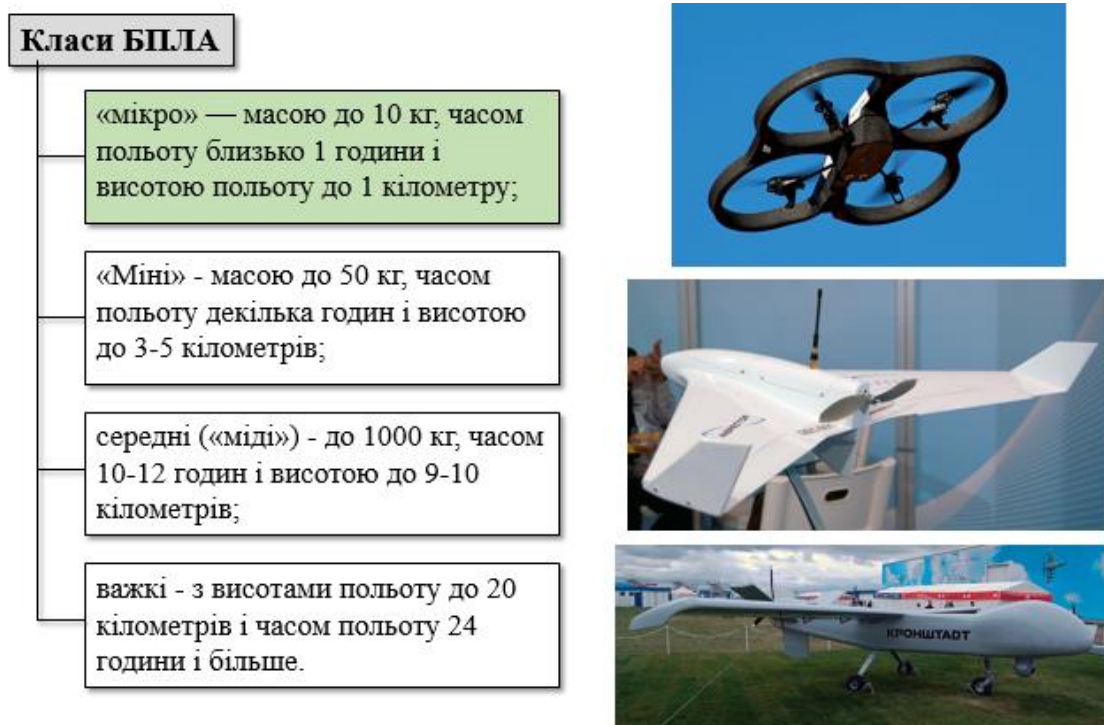 Класи БПЛА
«мікро» — масою до 10 кг, часом
польоту близько 1 години і
висотою польоту до 1 кілометру;
«Міні» - масою до 50 кг, часом
польоту декілька годин і висотою
до 3-5 кілометрів;
середні («міді») - до 1000 кг, часом
10-12 годин і висотою до 9-10
кілометрів;
важкі - з висотами польоту до 20
кілометрів і часом польоту 24
години і більше.
КРОНШТАДТ